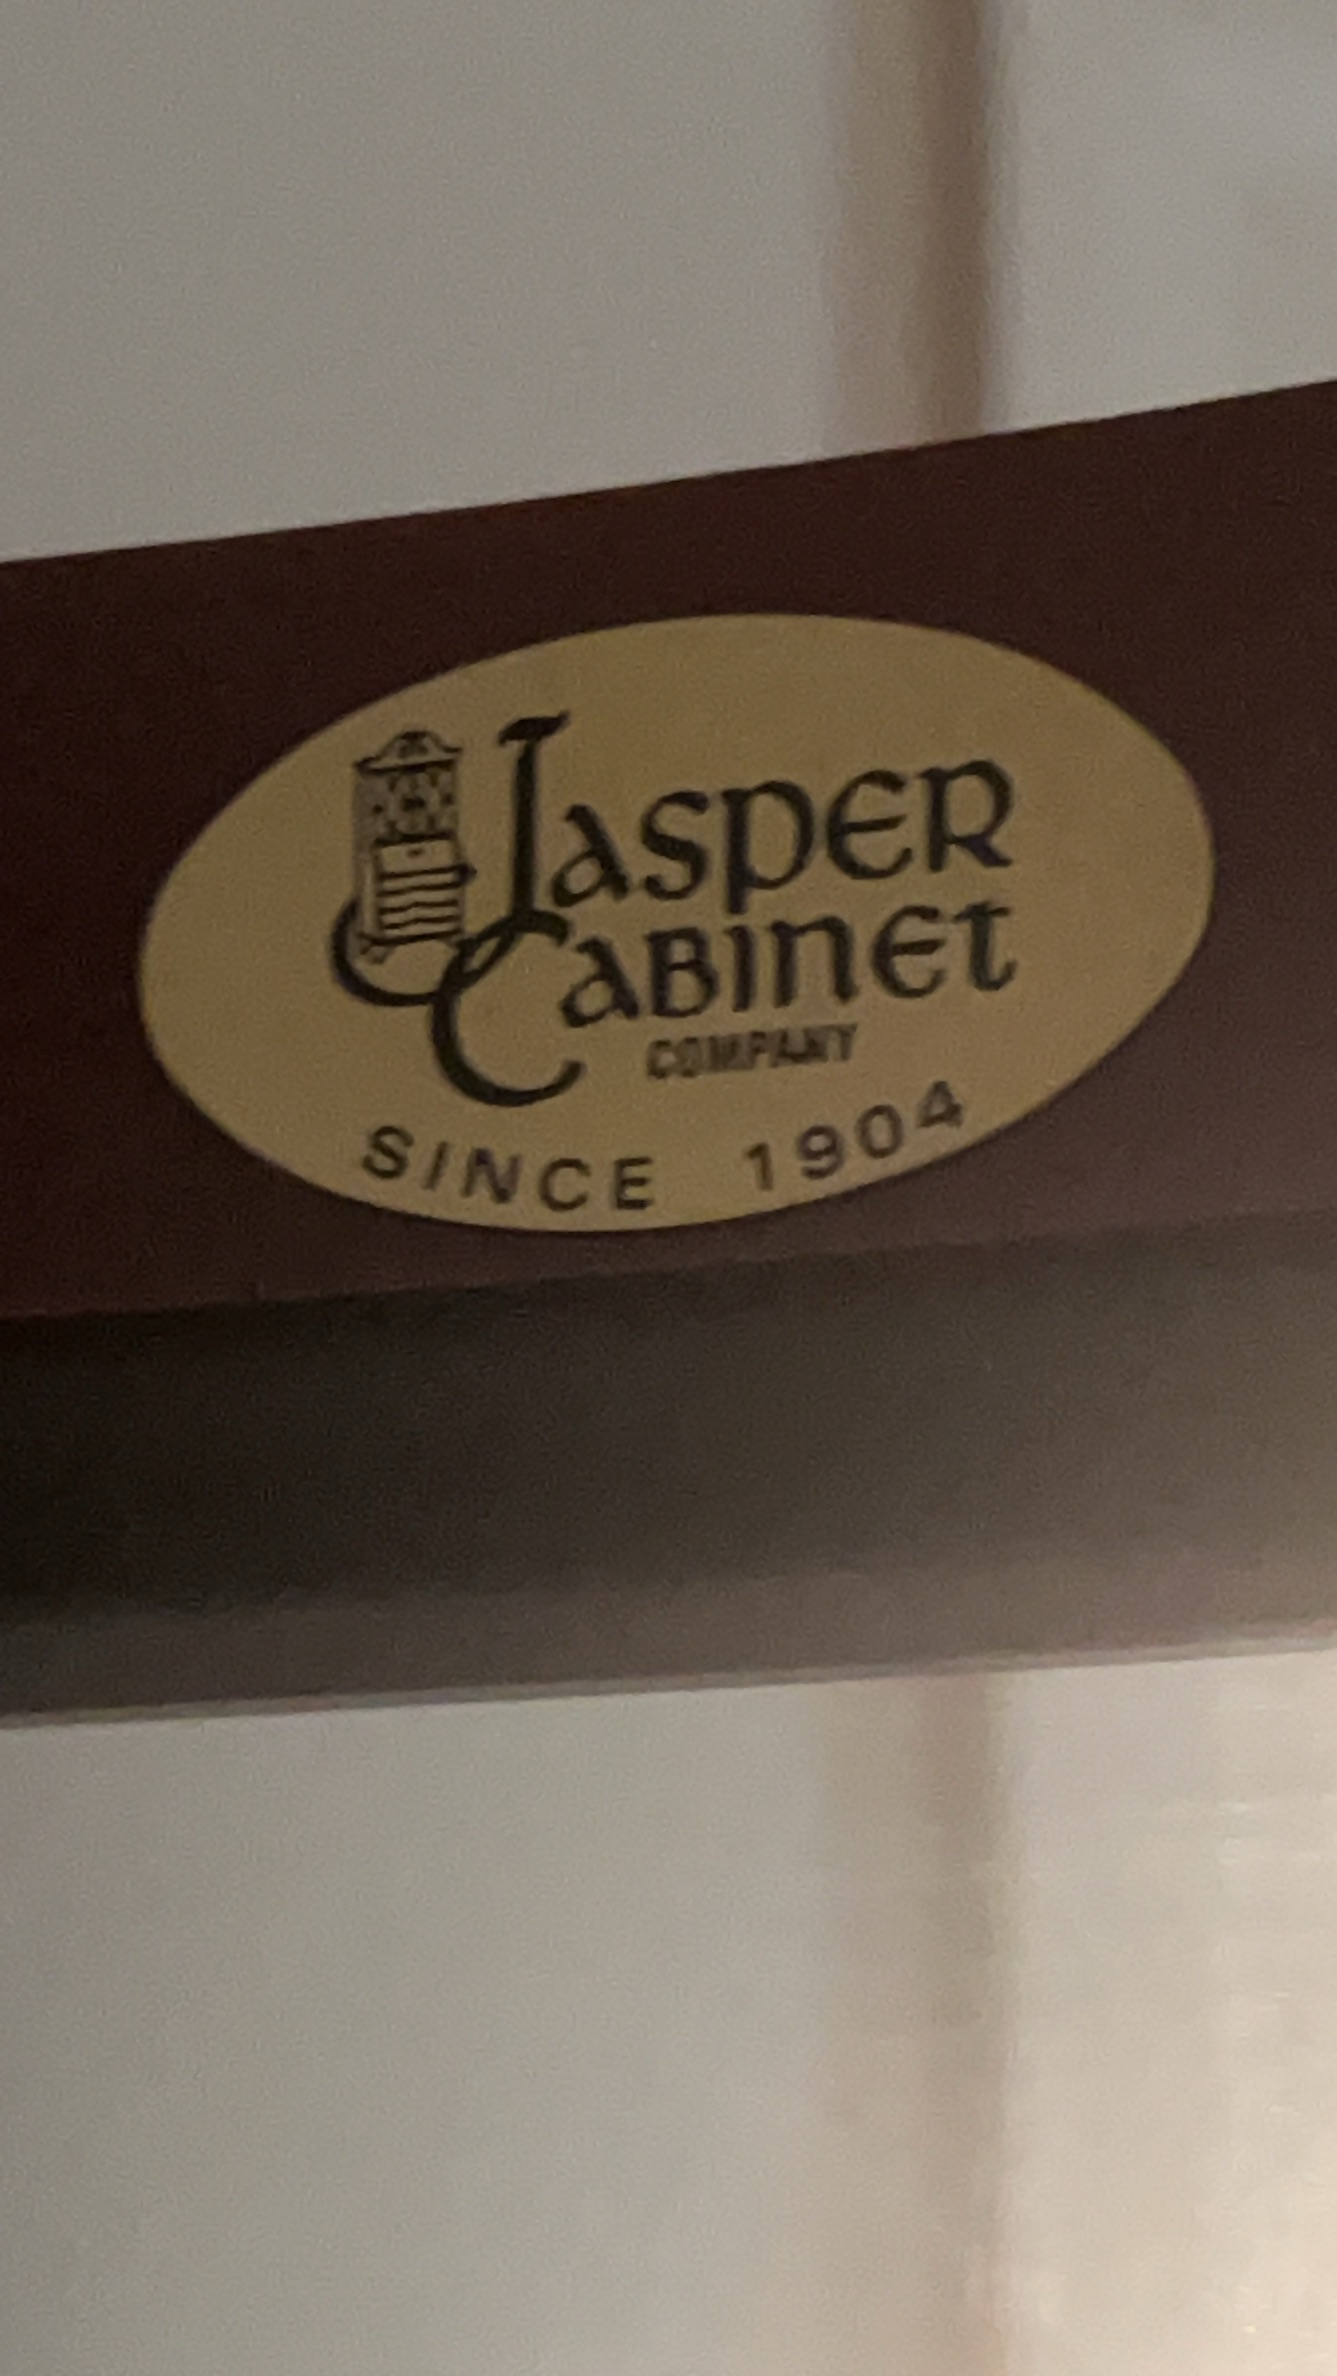 Jasper
Cabinet
COMPANY
SINCE 1904